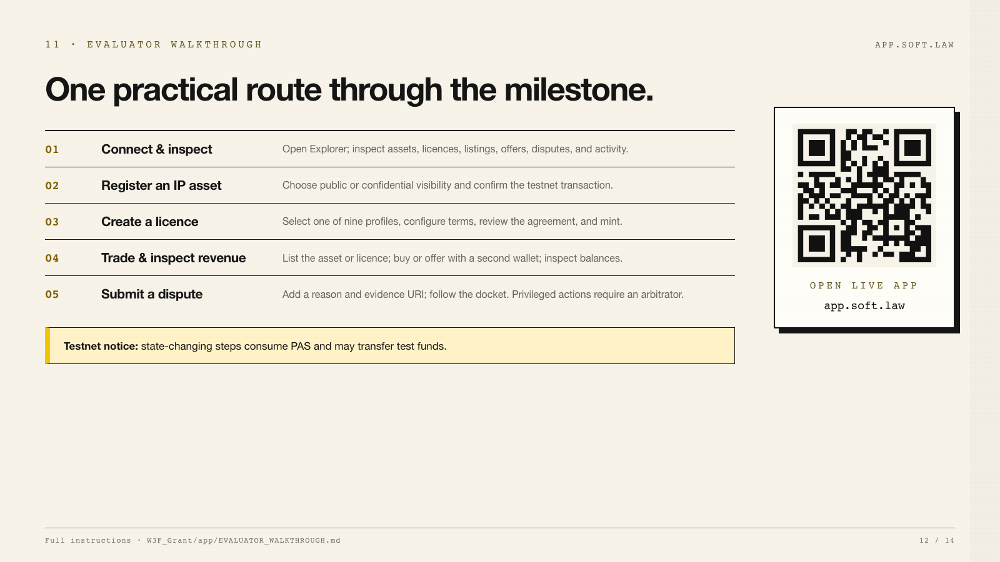 11 · EVALUATOR WALKTHROUGH
APP.SOFT.LAW
One practical route through the milestone.
01 Connect & inspect Open Explorer; inspect assets, licences, listings, offers, disputes, and activity.
02 Register an IP asset Choose public or confidential visibility and confirm the testnet transaction.
03 Create a licence Select one of nine profiles, configure terms, review the agreement, and mint.
04 Trade & inspect revenue List the asset or licence; buy or offer with a second wallet; inspect balances.
05 Submit a dispute Add a reason and evidence URI; follow the docket. Privileged actions require an arbitrator.
Testnet notice: state-changing steps consume PAS and may transfer test funds.
OPEN LIVE APP
app.soft.law
Full instructions · W3F_Grant/app/EVALUATOR_WALKTHROUGH.md
12 / 14